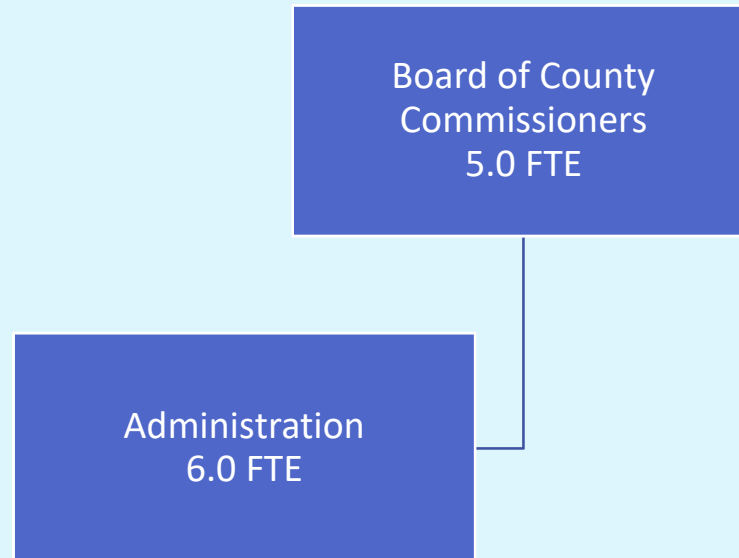 Board of County
Commissioners
5.0 FTE
Administration
6.0 FTE